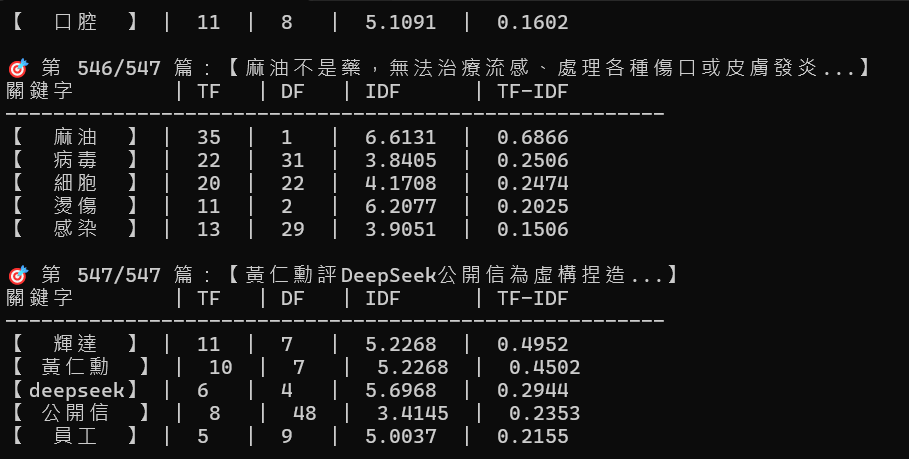 【　口腔　】 |  11  |  8    |  5.1091  |  0.1602
🎯 第 546/547 篇：【麻油不是藥，無法治療流感、處理各種傷口或皮膚發炎...】
關鍵字        | TF   | DF    | IDF      | TF-IDF
--------------------------------------------------------
【　麻油　】 |  35  |  1    |  6.6131  |  0.6866
【　病毒　】 |  22  |  31   |  3.8405  |  0.2506
【　細胞　】 |  20  |  22   |  4.1708  |  0.2474
【　燙傷　】 |  11  |  2    |  6.2077  |  0.2025
【　感染　】 |  13  |  29   |  3.9051  |  0.1506
🎯 第 547/547 篇：【黃仁勳評DeepSeek公開信為虛構捏造...】
關鍵字        | TF   | DF    | IDF      | TF-IDF
--------------------------------------------------------
【　輝達　】 |  11  |  7    |  5.2268  |  0.4952
【 黃仁勳　】 |  10  |  7    |  5.2268  |  0.4502
【deepseek】 |  6   |  4    |  5.6968  |  0.2944
【 公開信　】 |  8   |  48   |  3.4145  |  0.2353
【　員工　】 |  5   |  9    |  5.0037  |  0.2155